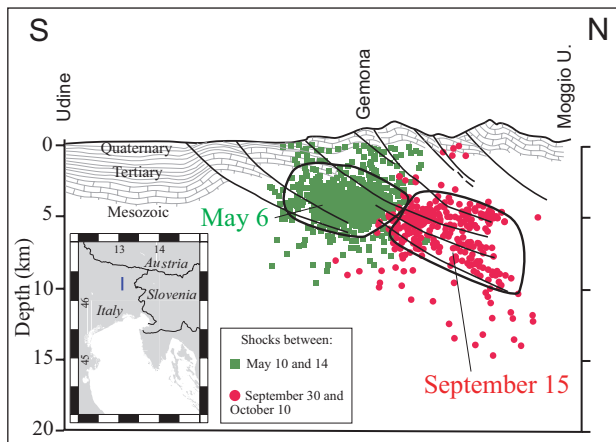 S
N
Udine
Gemona
Moggio U.
0
5
10
15
20
Depth (km)
Quaternary
Tertiary
Mesozoic
May 6
September 15
13 14
46
45
Austria
Slovenia
Italy
Shocks between:
May 10 and 14
September 30 and
October 10